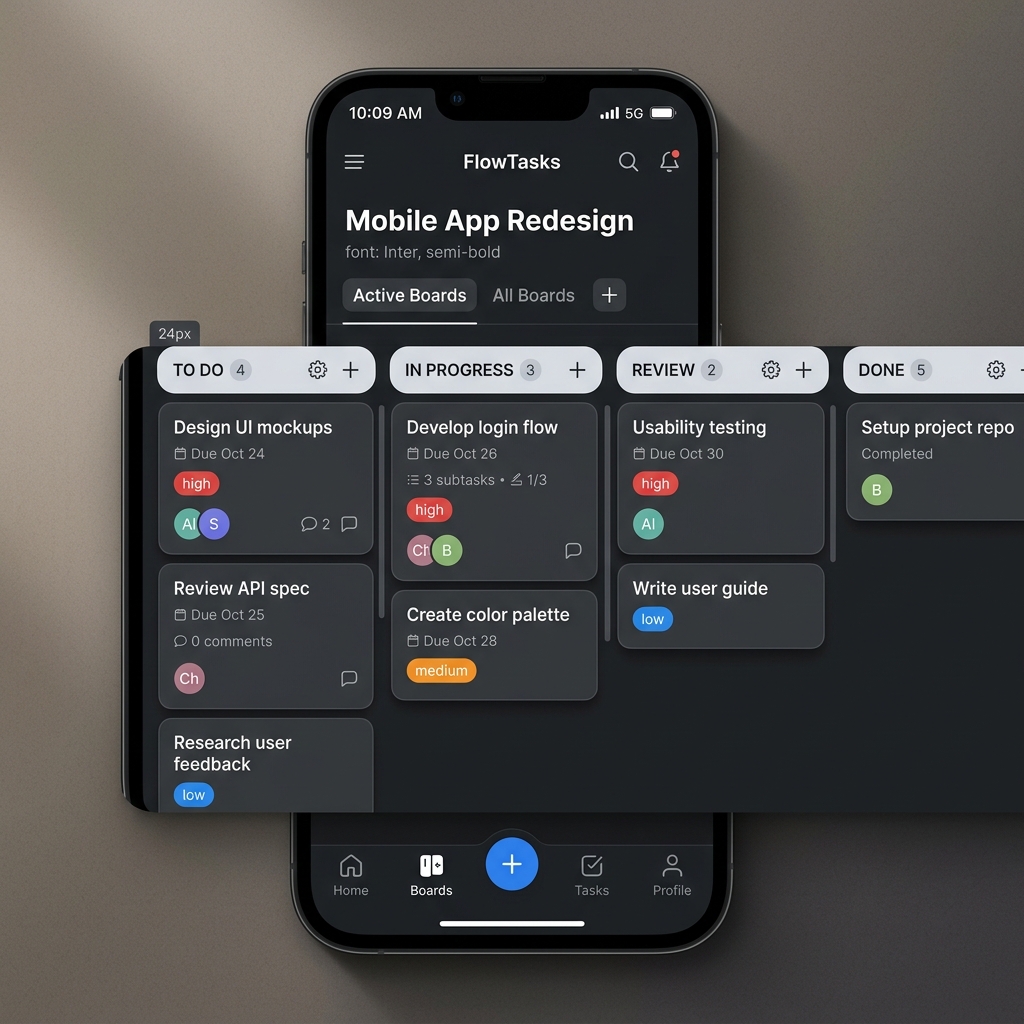 10:09 AM
5G
FlowTasks
Mobile App Redesign
font: Inter, semi-bold
Active Boards
All Boards
24px
TO DO 4
Design UI mockups
Due Oct 24
high
AI S
2
Review API spec
Due Oct 25
0 comments
Ch
Research user
feedback
low
IN PROGRESS 3
Develop login flow
Due Oct 26
3 subtasks • 1/3
high
Ch B
Create color palette
Due Oct 28
medium
REVIEW 2
Usability testing
Due Oct 30
high
AI
Write user guide
low
DONE 5
Setup project repo
Completed
B
Home
Boards
Tasks
Profile